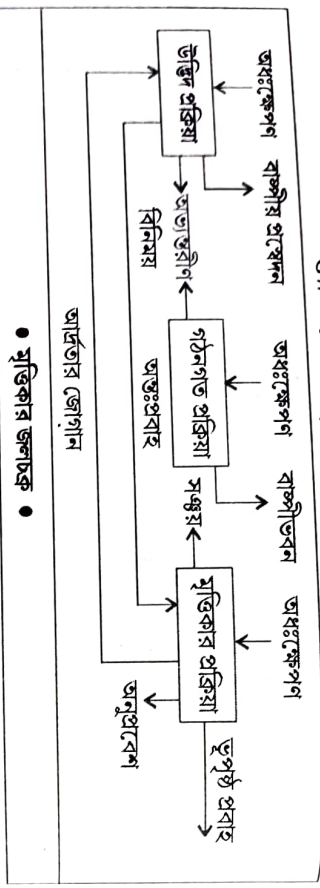 অধঃক্ষেপণ
বাষ্পীয় প্রস্বেদন
উদ্ভিদ প্রক্রিয়া
অভ্যন্তরীণ
বিনিময়
অধঃক্ষেপণ
বাষ্পীভবন
গঠনগত প্রক্রিয়া
অন্তঃপ্রবাহ
সঞ্চয়
অধঃক্ষেপণ
ভূপৃষ্ঠ প্রবাহ
মৃত্তিকার প্রক্রিয়া
অনুপ্রবেশ
আর্দ্রতার জোগান
● মৃত্তিকার জলচক্র ●